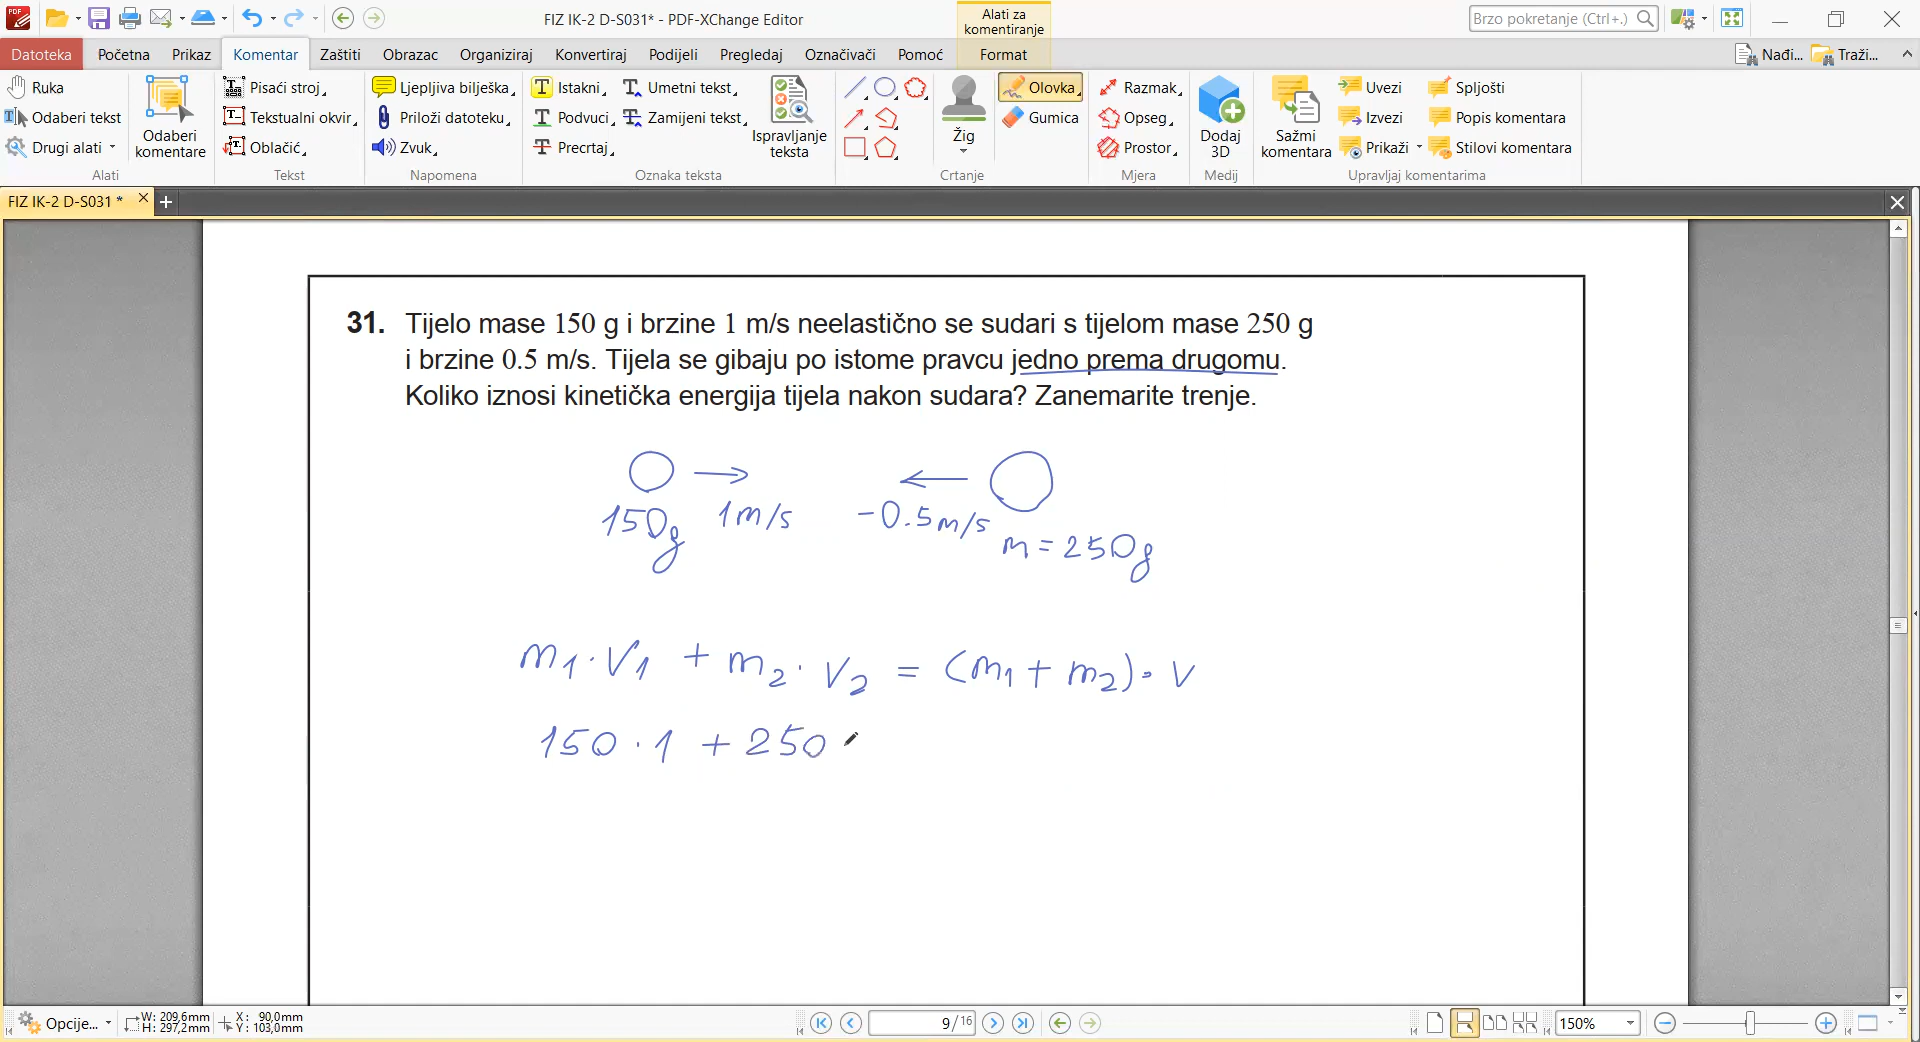 FIZ IK-2 D-S031* - PDF-XChange Editor
Alati za komentiranje
Brzo pokretanje (Ctrl+.)
Datoteka Početna Prikaz Komentar Zaštiti Obrazac Organiziraj Konvertiraj Podijeli Pregledaj Označivači Pomoć Format Nađi... Traži...
Ruka
Odaberi tekst
Drugi alati
Odaberi komentare
Alati
Pisaći stroj
Tekstualni okvir
Oblačić
Tekst
Ljepljiva bilješka
Priloži datoteku
Zvuk
Napomena
Istakni
Podvuci
Precrtaj
Umetni tekst
Zamijeni tekst
Ispravljanje teksta
Oznaka teksta
Žig
Crtanje
Olovka
Gumica
Razmak
Opseg
Prostor
Mjera
Dodaj 3D
Medij
Sažmi komentara
Uvezi
Izvezi
Prikaži
Spljošti
Popis komentara
Stilovi komentara
Upravljaj komentarima
FIZ IK-2 D-S031 *
31. Tijelo mase 150 g i brzine 1 m/s neelastično se sudari s tijelom mase 250 g
i brzine 0.5 m/s. Tijela se gibaju po istome pravcu jedno prema drugomu.
Koliko iznosi kinetička energija tijela nakon sudara? Zanemarite trenje.
150g 1m/s -0.5m/s
m = 250g
m1 · v1 + m2 · v2 = (m1 + m2) · v
150 · 1 + 250
Opcije... W: 209,6mm X: 90,0mm 9 / 16 150%
H: 297,2mm Y: 103,0mm